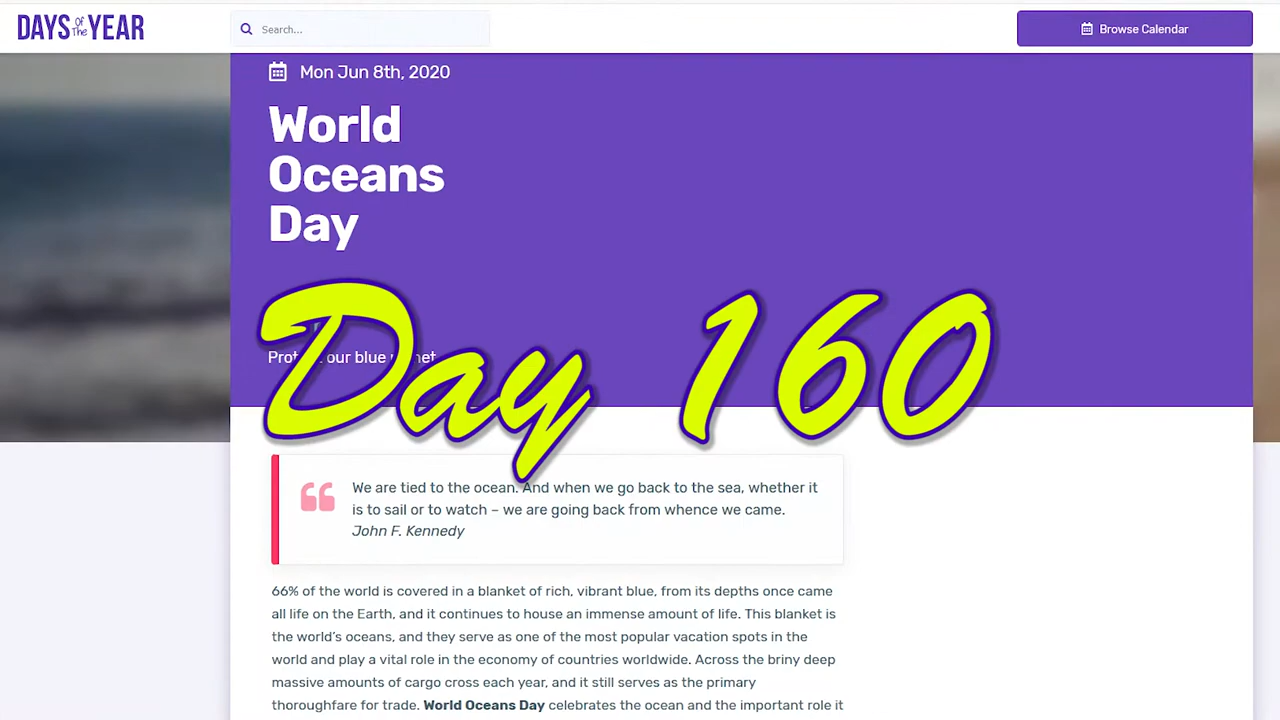 DAYS Of The YEAR
Search...
Browse Calendar
Mon Jun 8th, 2020
World
Oceans
Day
Day 160
our blue
We are tied to the ocean. And when we go back to the sea, whether it
is to sail or to watch – we are going back from whence we came.
John F. Kennedy
66% of the world is covered in a blanket of rich, vibrant blue, from its depths once came
all life on the Earth, and it continues to house an immense amount of life. This blanket is
the world's oceans, and they serve as one of the most popular vacation spots in the
world and play a vital role in the economy of countries worldwide. Across the briny deep
massive amounts of cargo cross each year, and it still serves as the primary
thoroughfare for trade. World Oceans Day celebrates the ocean and the important role it